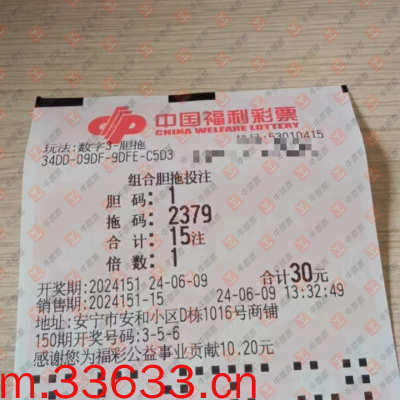 中国福利彩票
CHINA WELFARE LOTTERY
玩法:数字3-胆拖
站号:53010415
34DD-09DF-9DFE-C5D3
组合胆拖投注
胆 码: 1
拖 码: 2379
合 计: 15注
倍 数: 1
开奖期:2024151 24-06-09 合计30元
销售期:2024151-15 24-06-09 13:32:49
地址:安宁市安和小区D栋1016号商铺
150期开奖号码:3-5-6
感谢您为福彩公益事业贡献10.20元
m.33633.cn